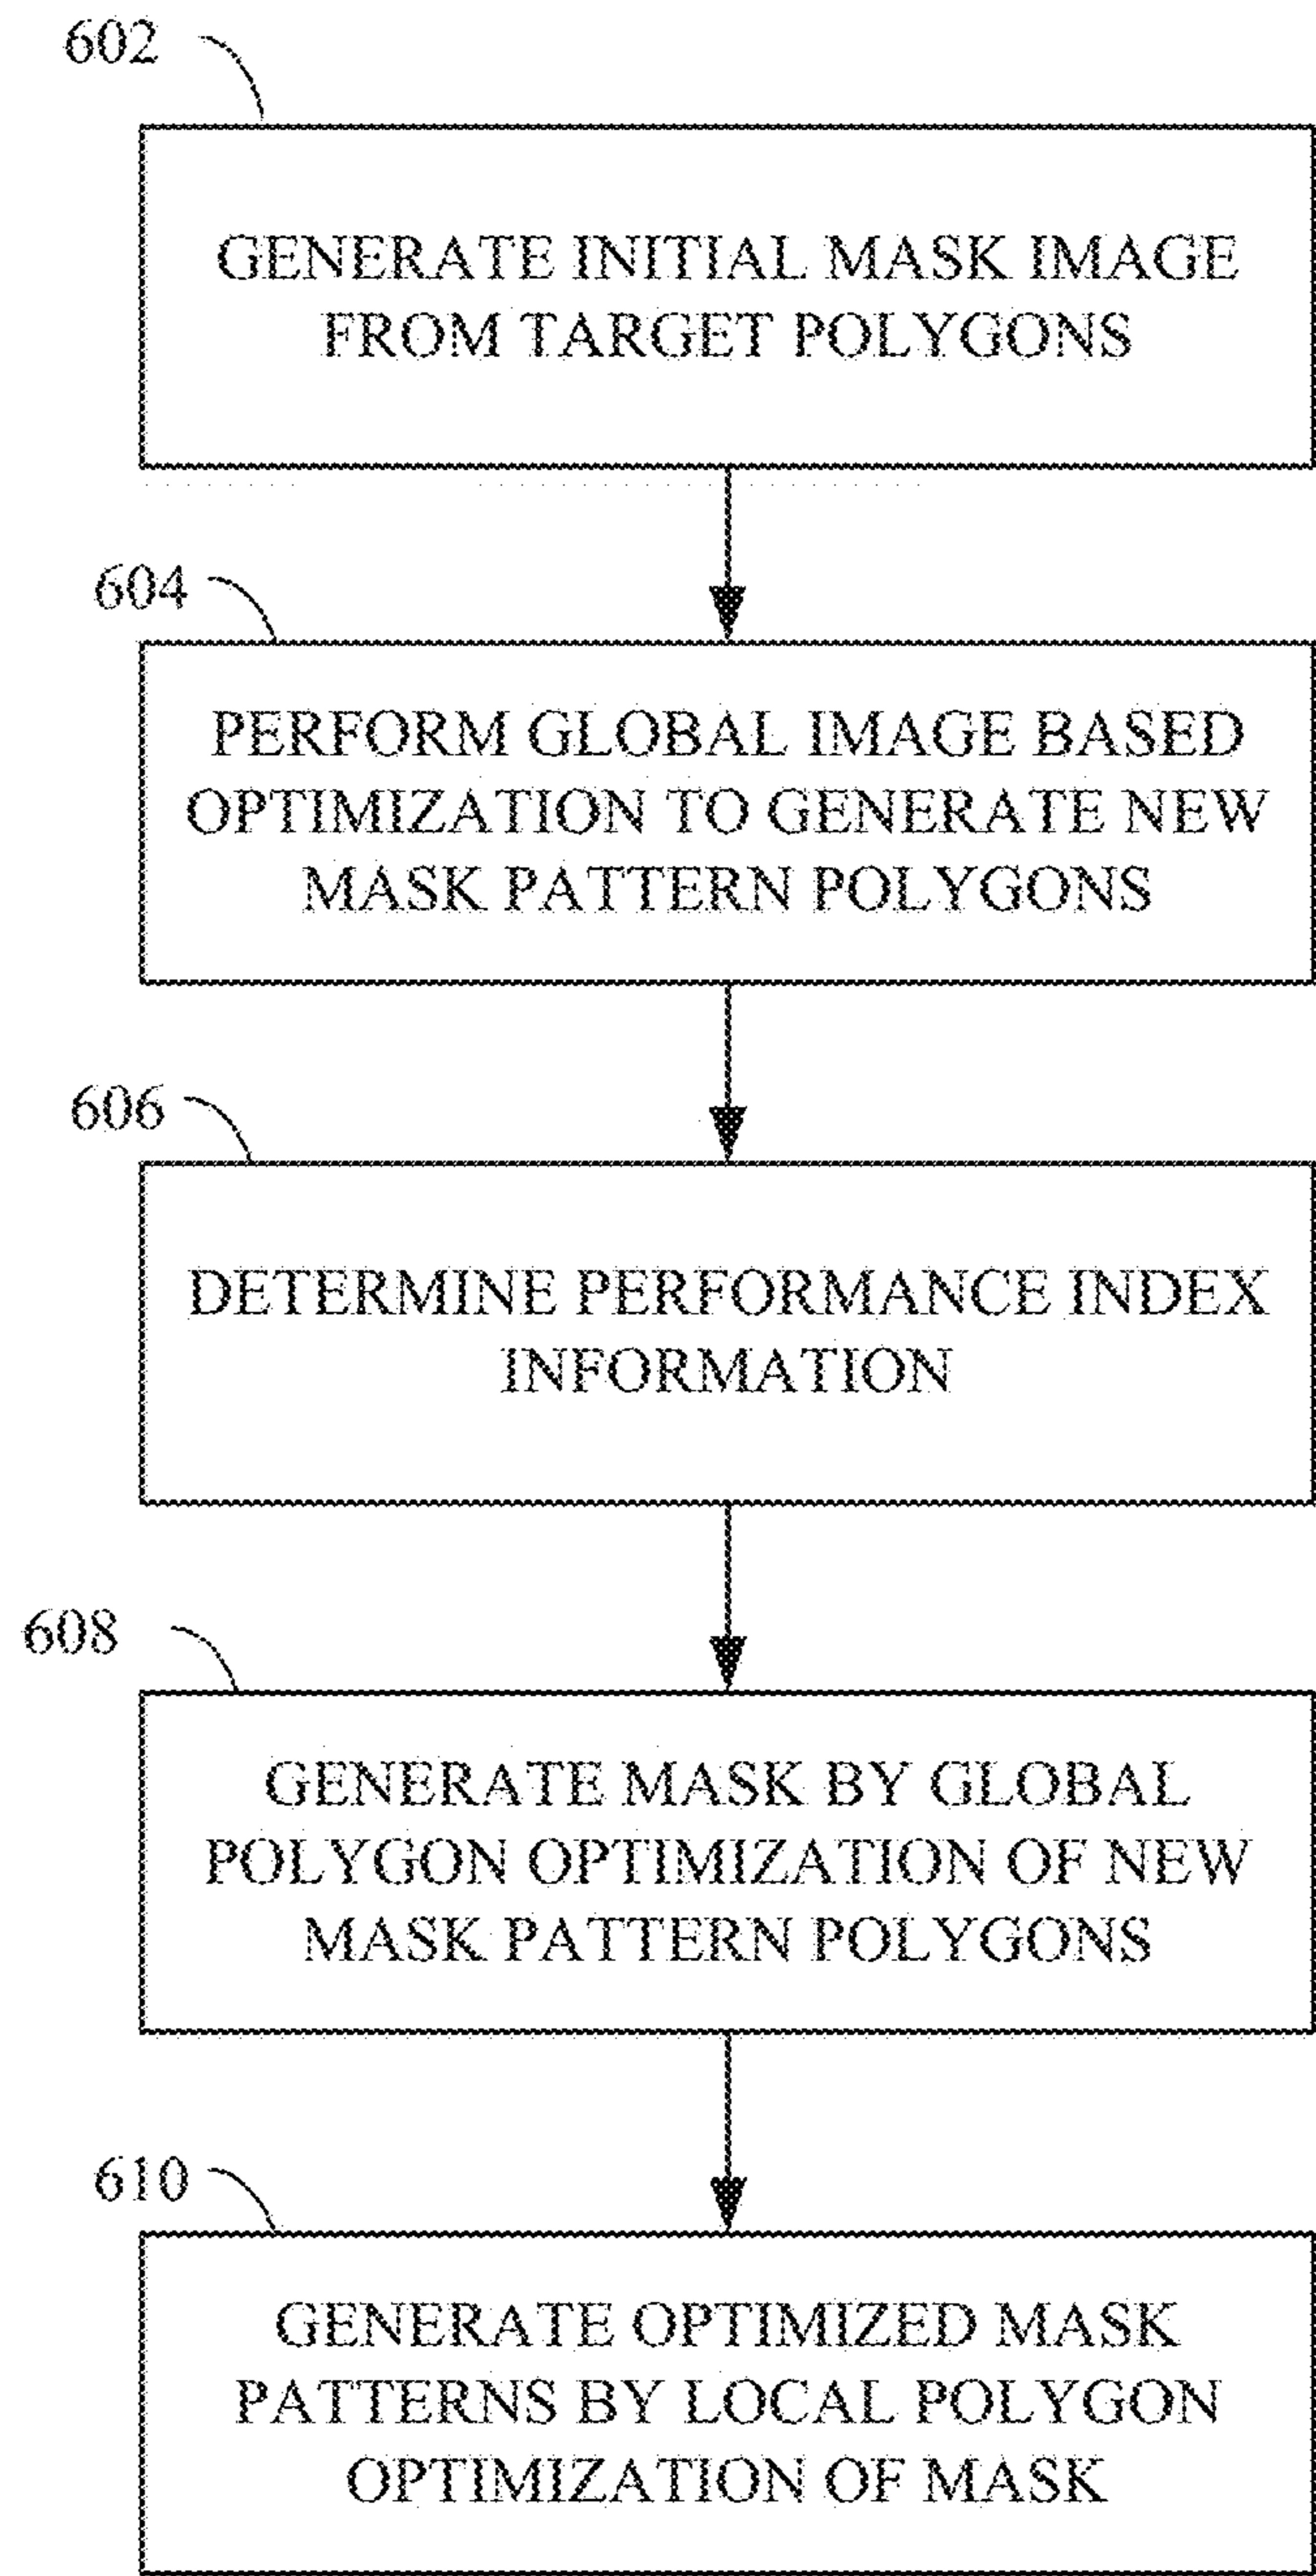 602
GENERATE INITIAL MASK IMAGE
FROM TARGET POLYGONS
604
PERFORM GLOBAL IMAGE BASED
OPTIMIZATION TO GENERATE NEW
MASK PATTERN POLYGONS
606
DETERMINE PERFORMANCE INDEX
INFORMATION
608
GENERATE MASK BY GLOBAL
POLYGON OPTIMIZATION OF NEW
MASK PATTERN POLYGONS
610
GENERATE OPTIMIZED MASK
PATTERNS BY LOCAL POLYGON
OPTIMIZATION OF MASK